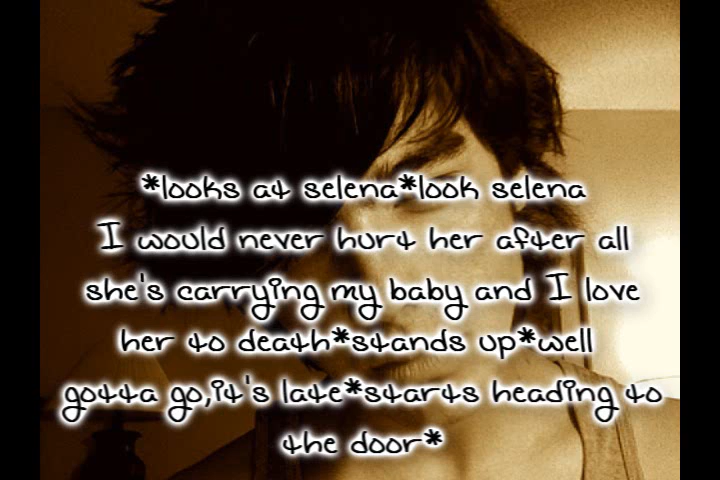 *looks at selena*look selena
I would never hurt her after all
she's carrying my baby and I love
her to death*stands up*well
gotta go,it's late*starts heading to
the door*